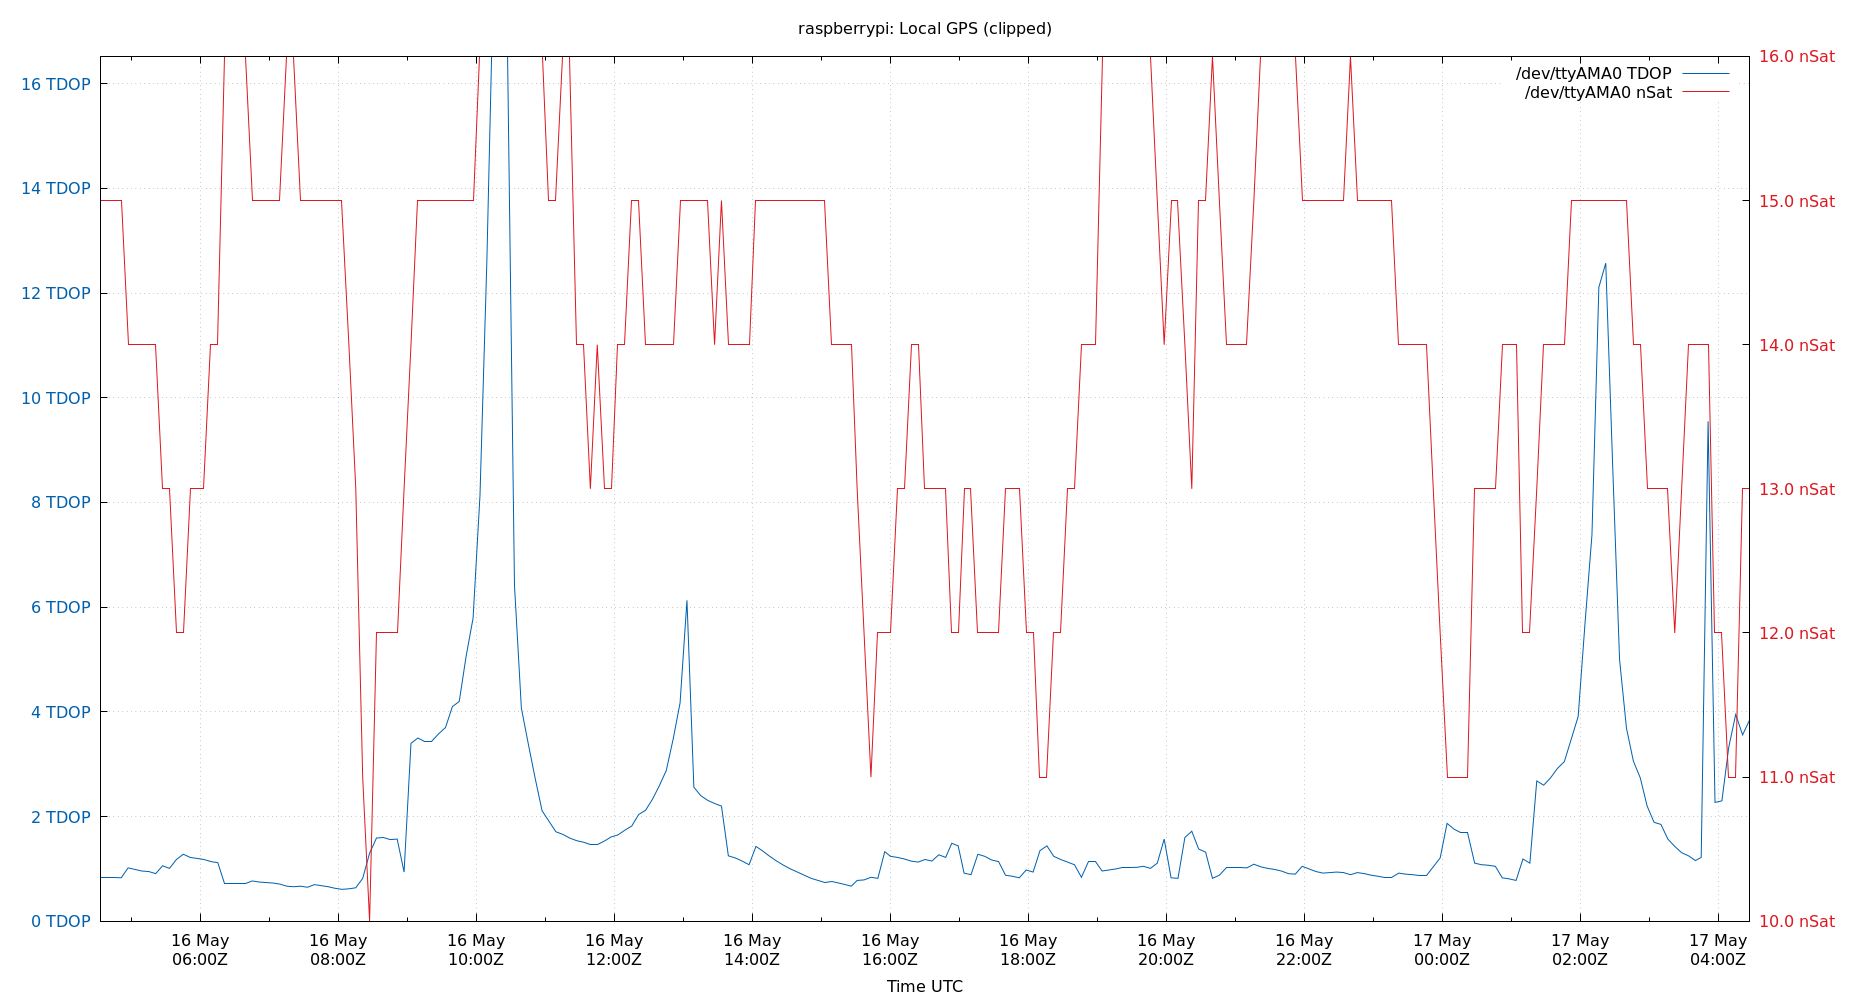 raspberrypi: Local GPS (clipped)
/dev/ttyAMA0 TDOP
/dev/ttyAMA0 nSat
16 TDOP
14 TDOP
12 TDOP
10 TDOP
8 TDOP
6 TDOP
4 TDOP
2 TDOP
0 TDOP
16.0 nSat
15.0 nSat
14.0 nSat
13.0 nSat
12.0 nSat
11.0 nSat
10.0 nSat
16 May
06:00Z
16 May
08:00Z
16 May
10:00Z
16 May
12:00Z
16 May
14:00Z
16 May
16:00Z
16 May
18:00Z
16 May
20:00Z
16 May
22:00Z
17 May
00:00Z
17 May
02:00Z
17 May
04:00Z
Time UTC